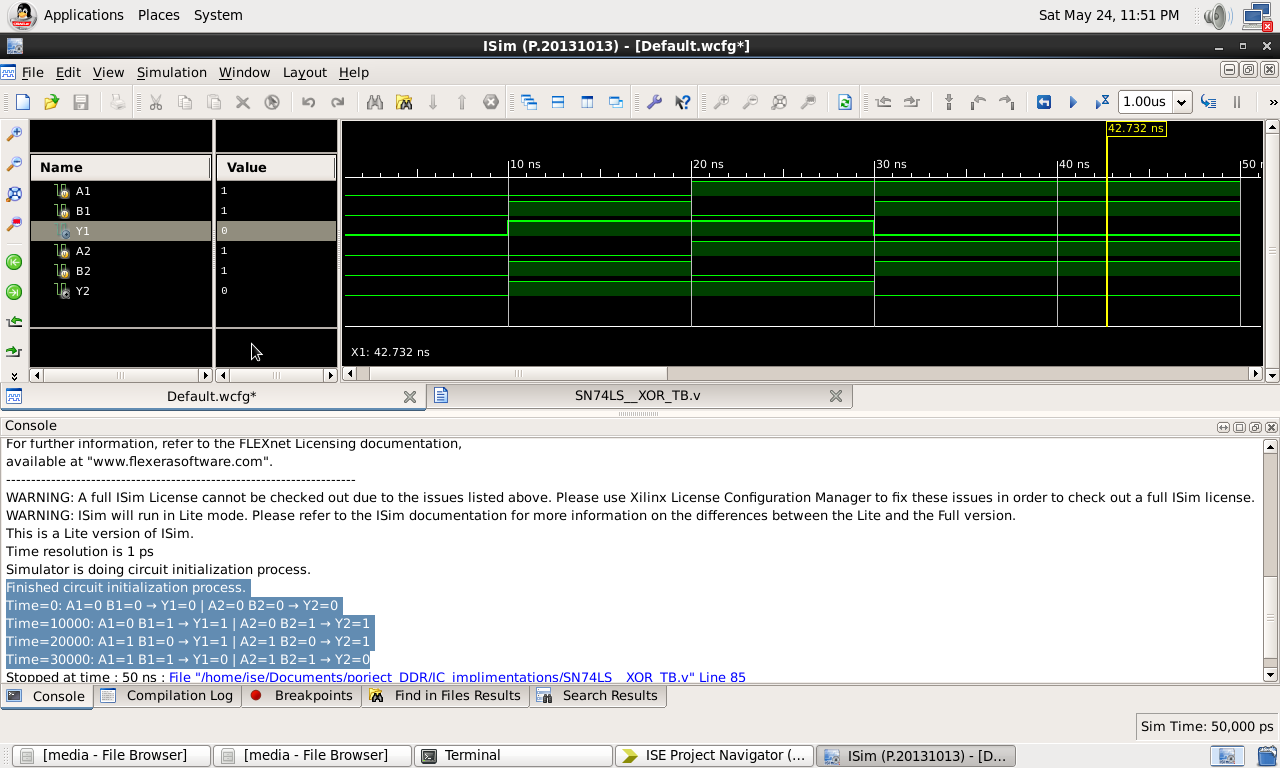 Applications Places System Sat May 24, 11:51 PM
ISim (P.20131013) - [Default.wcfg*]
File Edit View Simulation Window Layout Help
1.00us »
42.732 ns
Name Value
10 ns 20 ns 30 ns 40 ns 50 n
A1 1
B1 1
Y1 0
A2 1
B2 1
Y2 0
X1: 42.732 ns
Default.wcfg* SN74LS__XOR_TB.v
Console
For further information, refer to the FLEXnet Licensing documentation,
available at "www.flexerasoftware.com".
----------------------------------------------------------------------
WARNING: A full ISim License cannot be checked out due to the issues listed above. Please use Xilinx License Configuration Manager to fix these issues in order to check out a full ISim license.
WARNING: ISim will run in Lite mode. Please refer to the ISim documentation for more information on the differences between the Lite and the Full version.
This is a Lite version of ISim.
Time resolution is 1 ps
Simulator is doing circuit initialization process.
Finished circuit initialization process.
Time=0: A1=0 B1=0 → Y1=0 | A2=0 B2=0 → Y2=0
Time=10000: A1=0 B1=1 → Y1=1 | A2=0 B2=1 → Y2=1
Time=20000: A1=1 B1=0 → Y1=1 | A2=1 B2=0 → Y2=1
Time=30000: A1=1 B1=1 → Y1=0 | A2=1 B2=1 → Y2=0
Stopped at time : 50 ns : File "/home/ise/Documents/porject_DDR/IC_implimentations/SN74LS__XOR_TB.v" Line 85
Console Compilation Log Breakpoints Find in Files Results Search Results
Sim Time: 50,000 ps
[media - File Browser] [media - File Browser] Terminal ISE Project Navigator (... ISim (P.20131013) - [D...